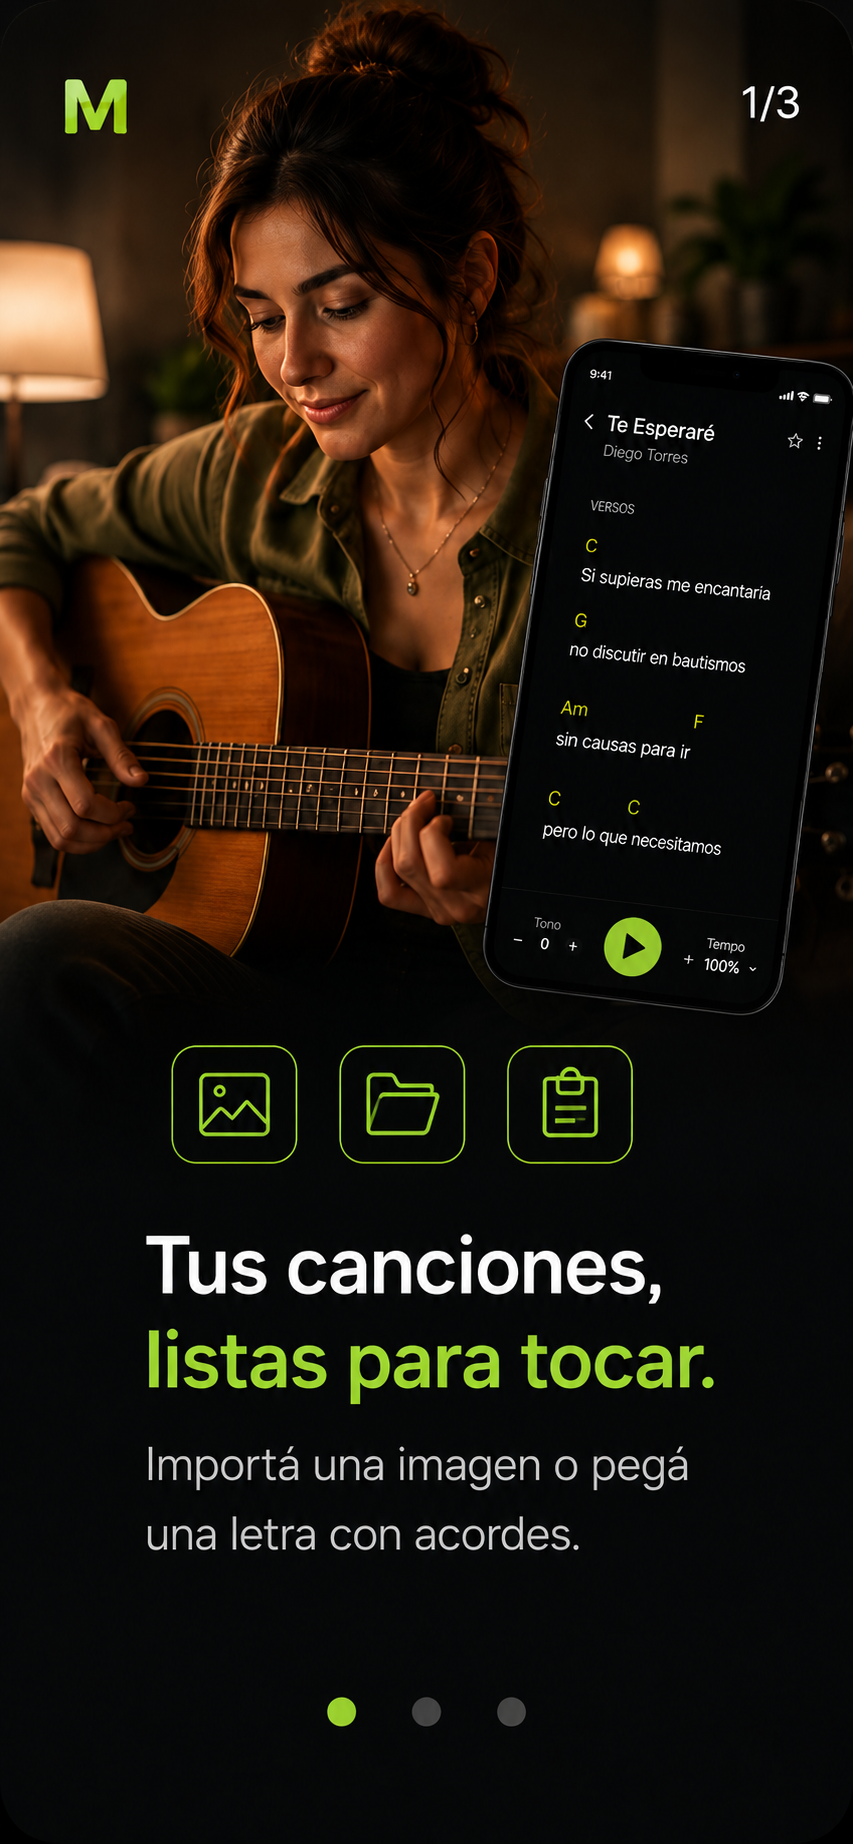 M
1/3
9:41
Te Esperaré
Diego Torres
VERSOS
C
Si supieras me encantaría
G
no discutir en bautismos
Am F
sin causas para ir
C C
pero lo que necesitamos
Tono
− 0 +
Tempo
+ 100%
Tus canciones,
listas para tocar.
Importá una imagen o pegá
una letra con acordes.